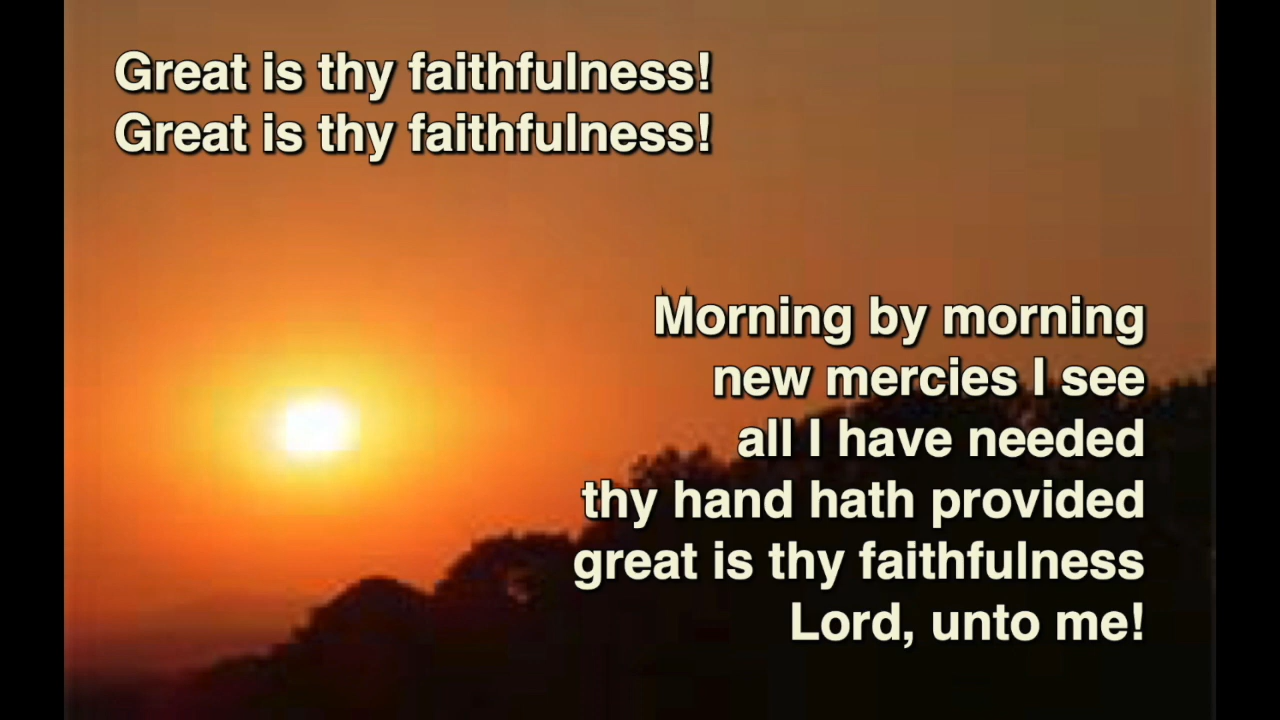 Great is thy faithfulness!
Great is thy faithfulness!
Morning by morning
new mercies I see
all I have needed
thy hand hath provided
great is thy faithfulness
Lord, unto me!